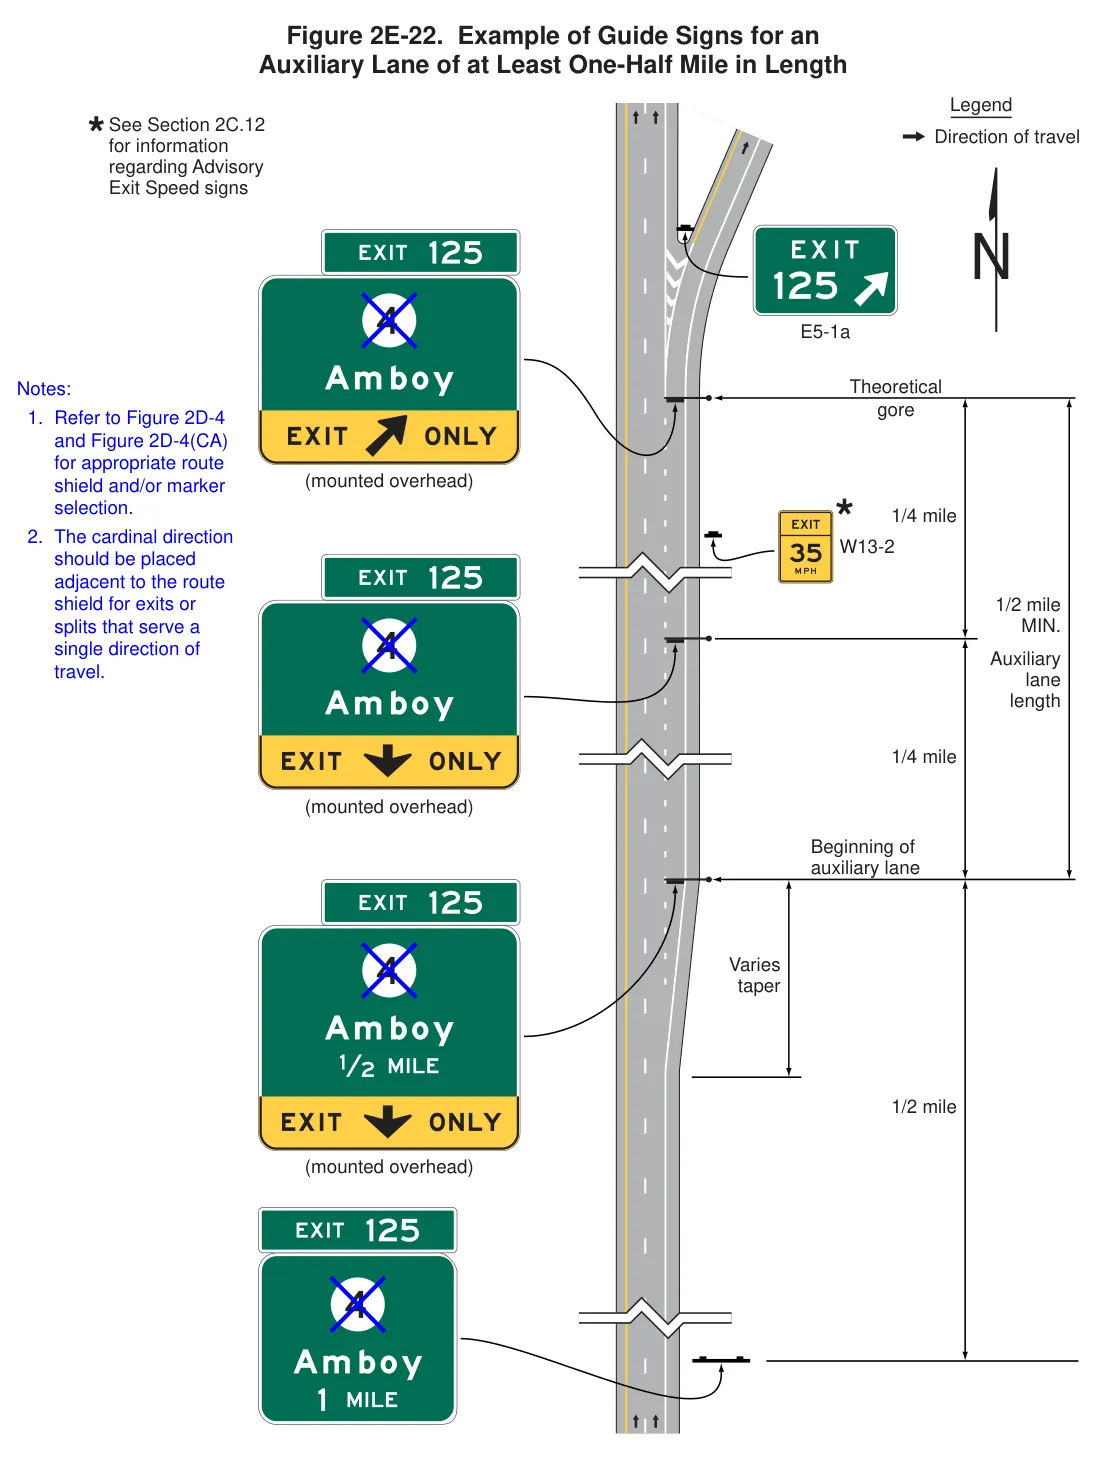 Figure 2E-22.  Example of Guide Signs for an
Auxiliary Lane of at Least One-Half Mile in Length
* See Section 2C.12
for information
regarding Advisory
Exit Speed signs
Legend
Direction of travel
N
EXIT 125
4
Amboy
EXIT ONLY
(mounted overhead)
EXIT
125
E5-1a
Theoretical
gore
Notes:
1. Refer to Figure 2D-4
and Figure 2D-4(CA)
for appropriate route
shield and/or marker
selection.
2. The cardinal direction
should be placed
adjacent to the route
shield for exits or
splits that serve a
single direction of
travel.
1/4 mile
*
EXIT
35
MPH
W13-2
EXIT 125
4
Amboy
EXIT ONLY
(mounted overhead)
1/2 mile
MIN.
Auxiliary
lane
length
1/4 mile
Beginning of
auxiliary lane
EXIT 125
4
Amboy
1/2 MILE
EXIT ONLY
(mounted overhead)
Varies
taper
1/2 mile
EXIT 125
4
Amboy
1 MILE